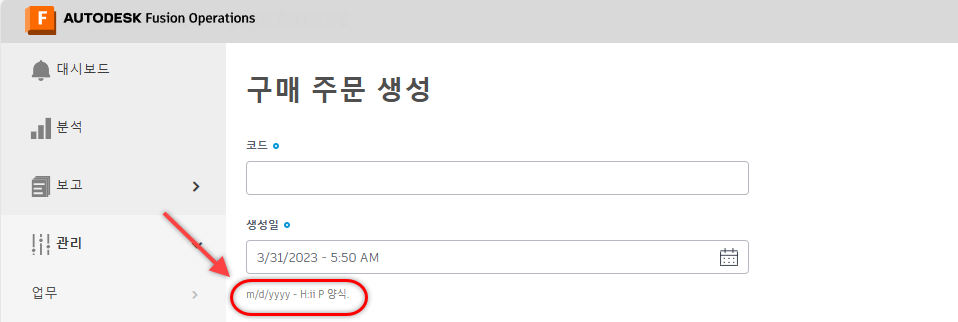 F AUTODESK Fusion Operations
대시보드
분석
보고
관리
업무
구매 주문 생성
코드
생성일
3/31/2023 - 5:50 AM
m/d/yyyy - H:ii P 양식.